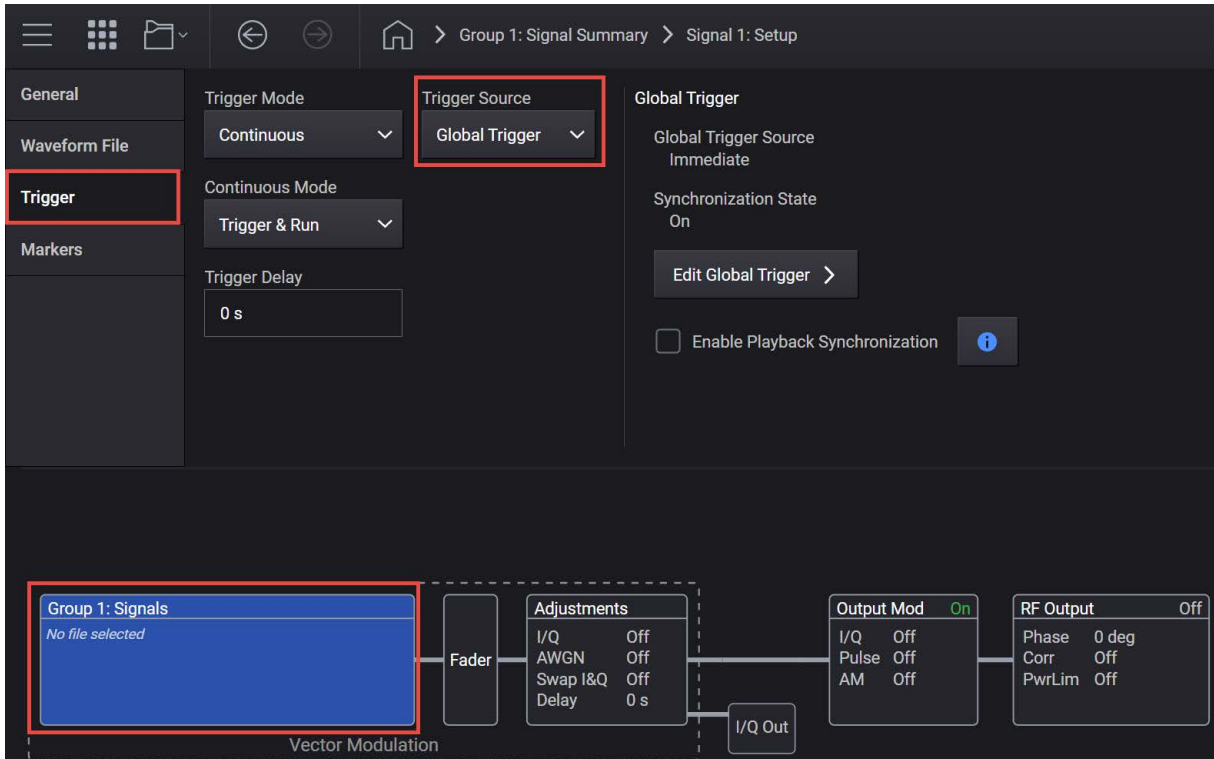 Group 1: Signal Summary
Signal 1: Setup
General
Waveform File
Trigger
Markers
Trigger Mode
Continuous
Trigger Source
Global Trigger
Continuous Mode
Trigger & Run
Trigger Delay
0 s
Global Trigger
Global Trigger Source
Immediate
Synchronization State
On
Edit Global Trigger
Enable Playback Synchronization
Group 1: Signals
No file selected
Fader
Adjustments
I/Q Off
AWGN Off
Swap I&Q Off
Delay 0 s
Vector Modulation
I/Q Out
Output Mod On
I/Q Off
Pulse Off
AM Off
RF Output Off
Phase 0 deg
Corr Off
PwrLim Off